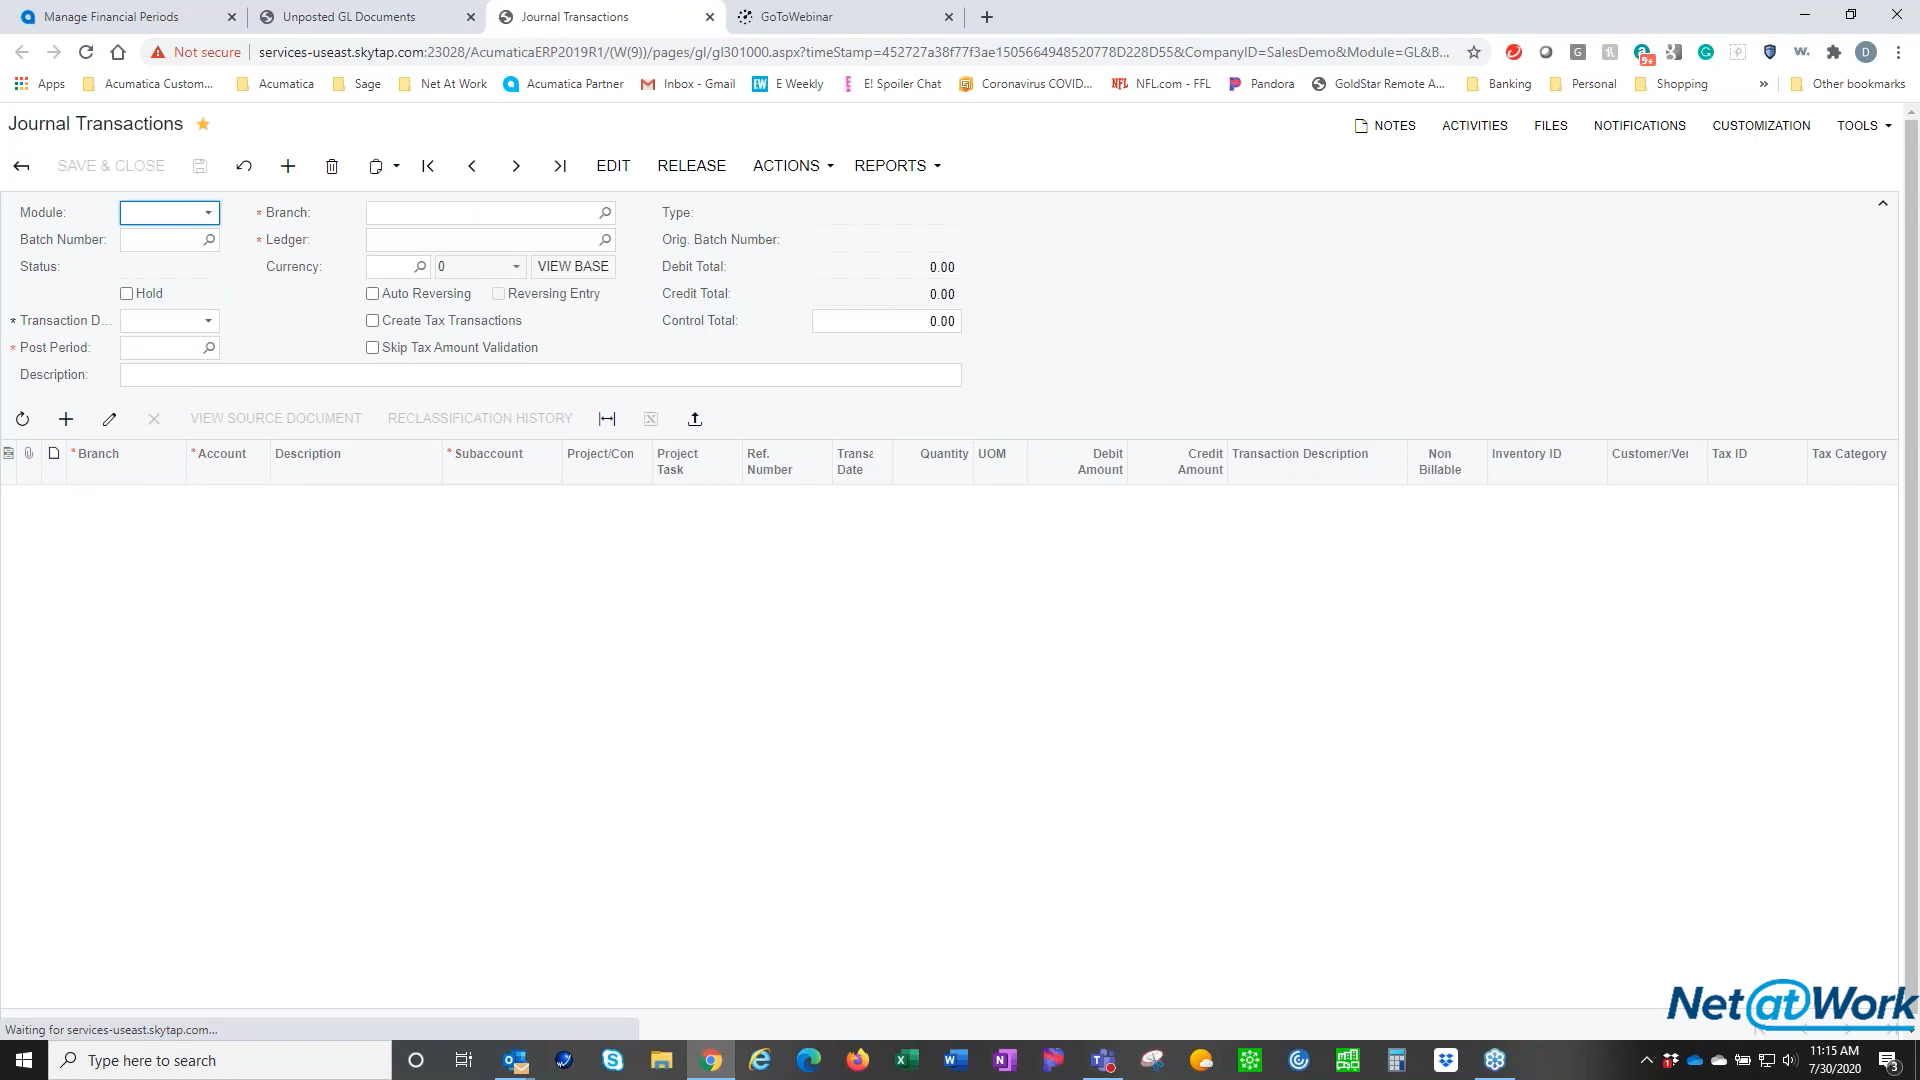 Manage Financial Periods
Unposted GL Documents
Journal Transactions
GoToWebinar
Not secure
services-useast.skytap.com:23028/AcumaticaERP2019R1/(W(9))/pages/gl/gl301000.aspx?timeStamp=452727a38f77f3ae1505664948520778D228D55&CompanyID=SalesDemo&Module=GL&B...
9+
D
Apps
Acumatica Custom...
Acumatica
Sage
Net At Work
Acumatica Partner
Inbox - Gmail
EW E Weekly
E! Spoiler Chat
Coronavirus COVID...
NFL.com - FFL
Pandora
GoldStar Remote A...
Banking
Personal
Shopping
»
Other bookmarks
Journal Transactions
NOTES
ACTIVITIES
FILES
NOTIFICATIONS
CUSTOMIZATION
TOOLS
SAVE & CLOSE
EDIT
RELEASE
ACTIONS
REPORTS
Module:
* Branch:
Type:
Batch Number:
* Ledger:
Orig. Batch Number:
Status:
Currency:
0
VIEW BASE
Debit Total:
0.00
Hold
Auto Reversing
Reversing Entry
Credit Total:
0.00
* Transaction D...
Create Tax Transactions
Control Total:
0.00
* Post Period:
Skip Tax Amount Validation
Description:
VIEW SOURCE DOCUMENT
RECLASSIFICATION HISTORY
* Branch
* Account
Description
* Subaccount
Project/Con
Project
Task
Ref.
Number
Transa
Date
Quantity
UOM
Debit
Amount
Credit
Amount
Transaction Description
Non
Billable
Inventory ID
Customer/Ver
Tax ID
Tax Category
Net at Work
Waiting for services-useast.skytap.com...
Type here to search
11:15 AM
7/30/2020
3